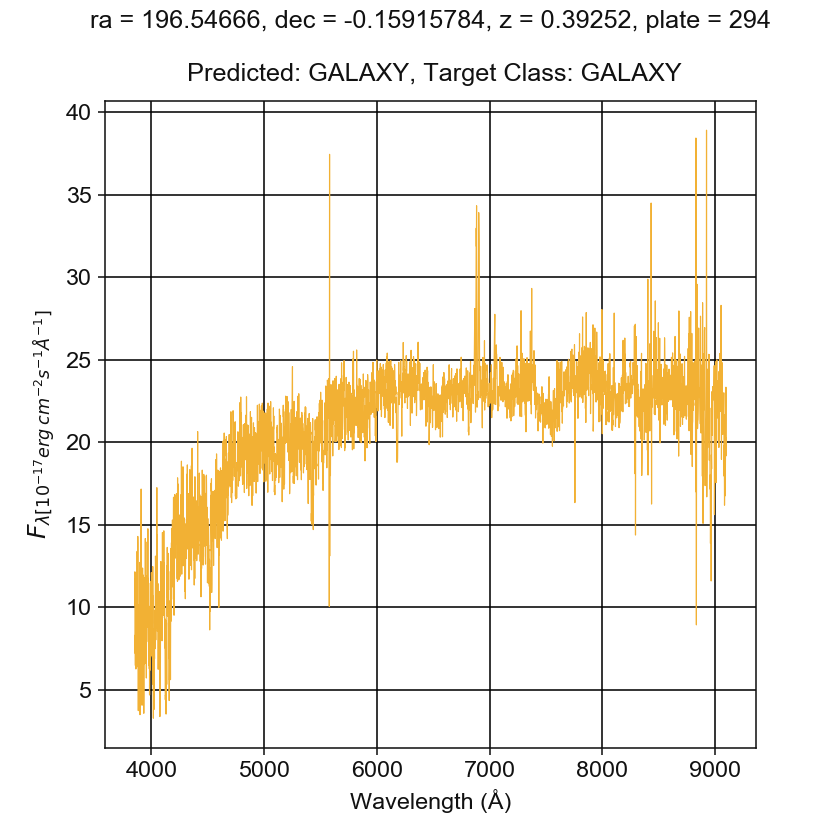 ra = 196.54666, dec = -0.15915784, z = 0.39252, plate = 294
Predicted: GALAXY, Target Class: GALAXY
40
35
30
25
20
15
10
5
F_{λ[10^{-17}erg cm^{-2}s^{-1}Å^{-1}]}
4000 5000 6000 7000 8000 9000
Wavelength (Å)